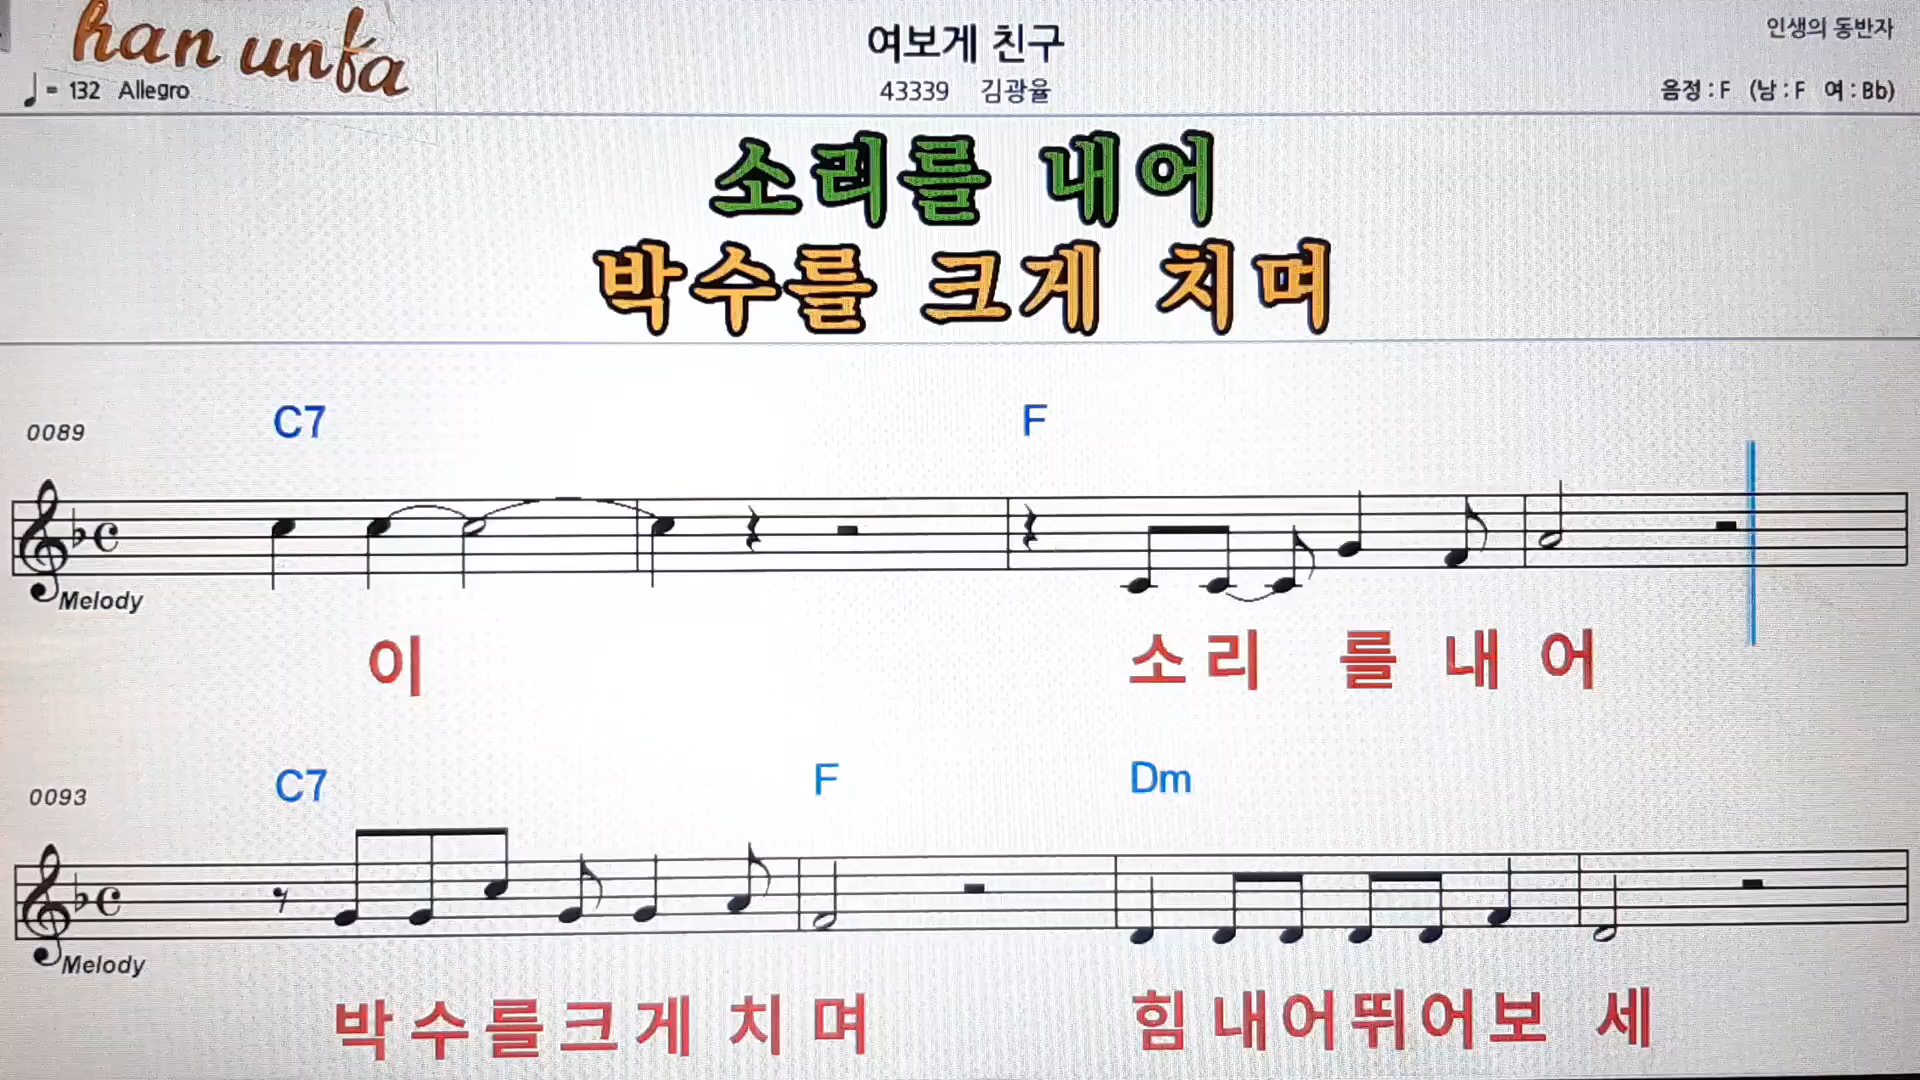 han unfa
여보게 친구
인생의 동반자
♩= 132 Allegro
43339 김광율
음정 : F (남 : F 여 : Bb)
소리를 내어
박수를 크게 치며
0089 C7 F
Melody
이 소리 를 내 어
0093 C7 F Dm
Melody
박수를크게 치 며 힘내어뛰어보 세